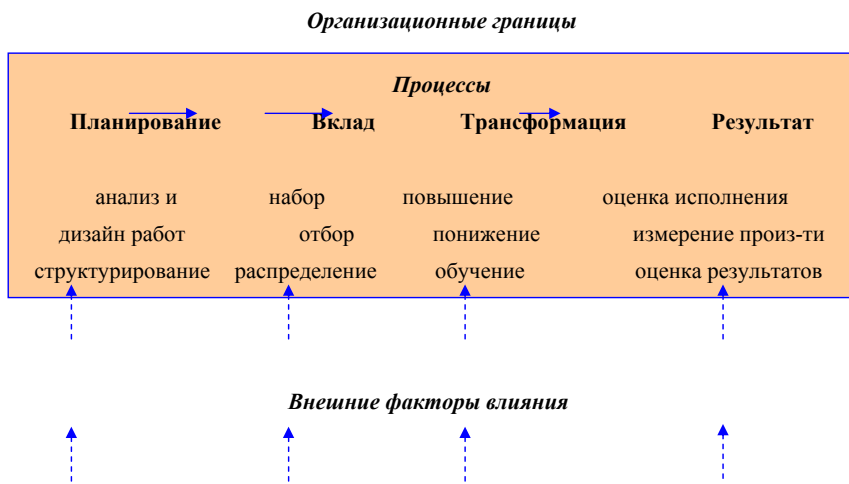 Организационные границы
Процессы
Планирование Вклад Трансформация Результат
анализ и набор повышение оценка исполнения
дизайн работ отбор понижение измерение произ-ти
структурирование распределение обучение оценка результатов
Внешние факторы влияния